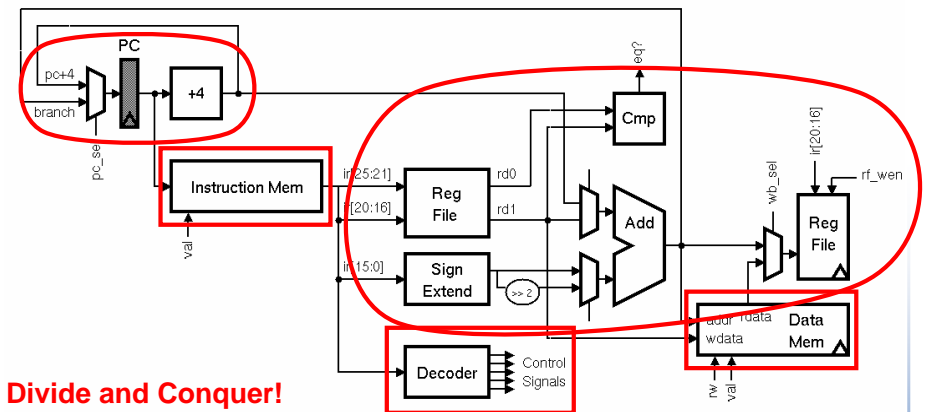 PC
pc+4
+4
branch
pc_se
eq?
Cmp
ir[20:16]
rf_wen
wb_sel
Instruction Mem
val
ir[25:21]
ir[20:16]
ir[15:0]
Reg
File
rd0
rd1
Add
Reg
File
Sign
Extend
>> 2
addr
rdata
wdata
Data
Mem
rw
val
Decoder
Control
Signals
Divide and Conquer!